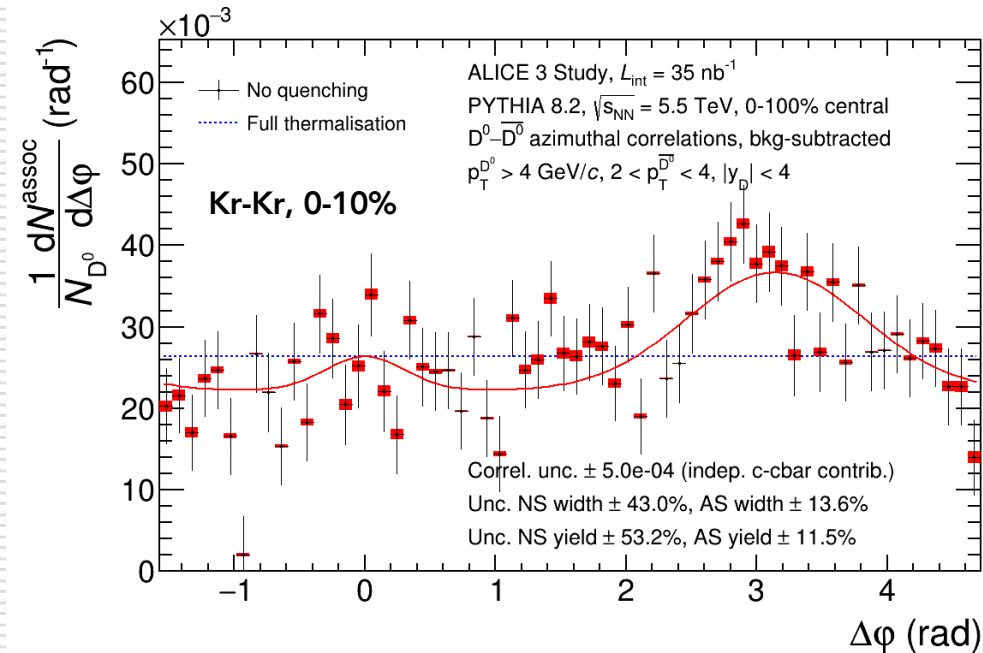 ×10⁻³
1 dN^assoc / N_D⁰ dΔφ (rad⁻¹)
60
50
40
30
20
10
0
No quenching
Full thermalisation
Kr-Kr, 0-10%
ALICE 3 Study, L_int = 35 nb⁻¹
PYTHIA 8.2, √s_NN = 5.5 TeV, 0-100% central
D⁰–D̅⁰ azimuthal correlations, bkg-subtracted
p_T^D⁰ > 4 GeV/c, 2 < p_T^D̅⁰ < 4, |y_D| < 4
Correl. unc. ± 5.0e-04 (indep. c-cbar contrib.)
Unc. NS width ± 43.0%, AS width ± 13.6%
Unc. NS yield ± 53.2%, AS yield ± 11.5%
−1 0 1 2 3 4
Δφ (rad)